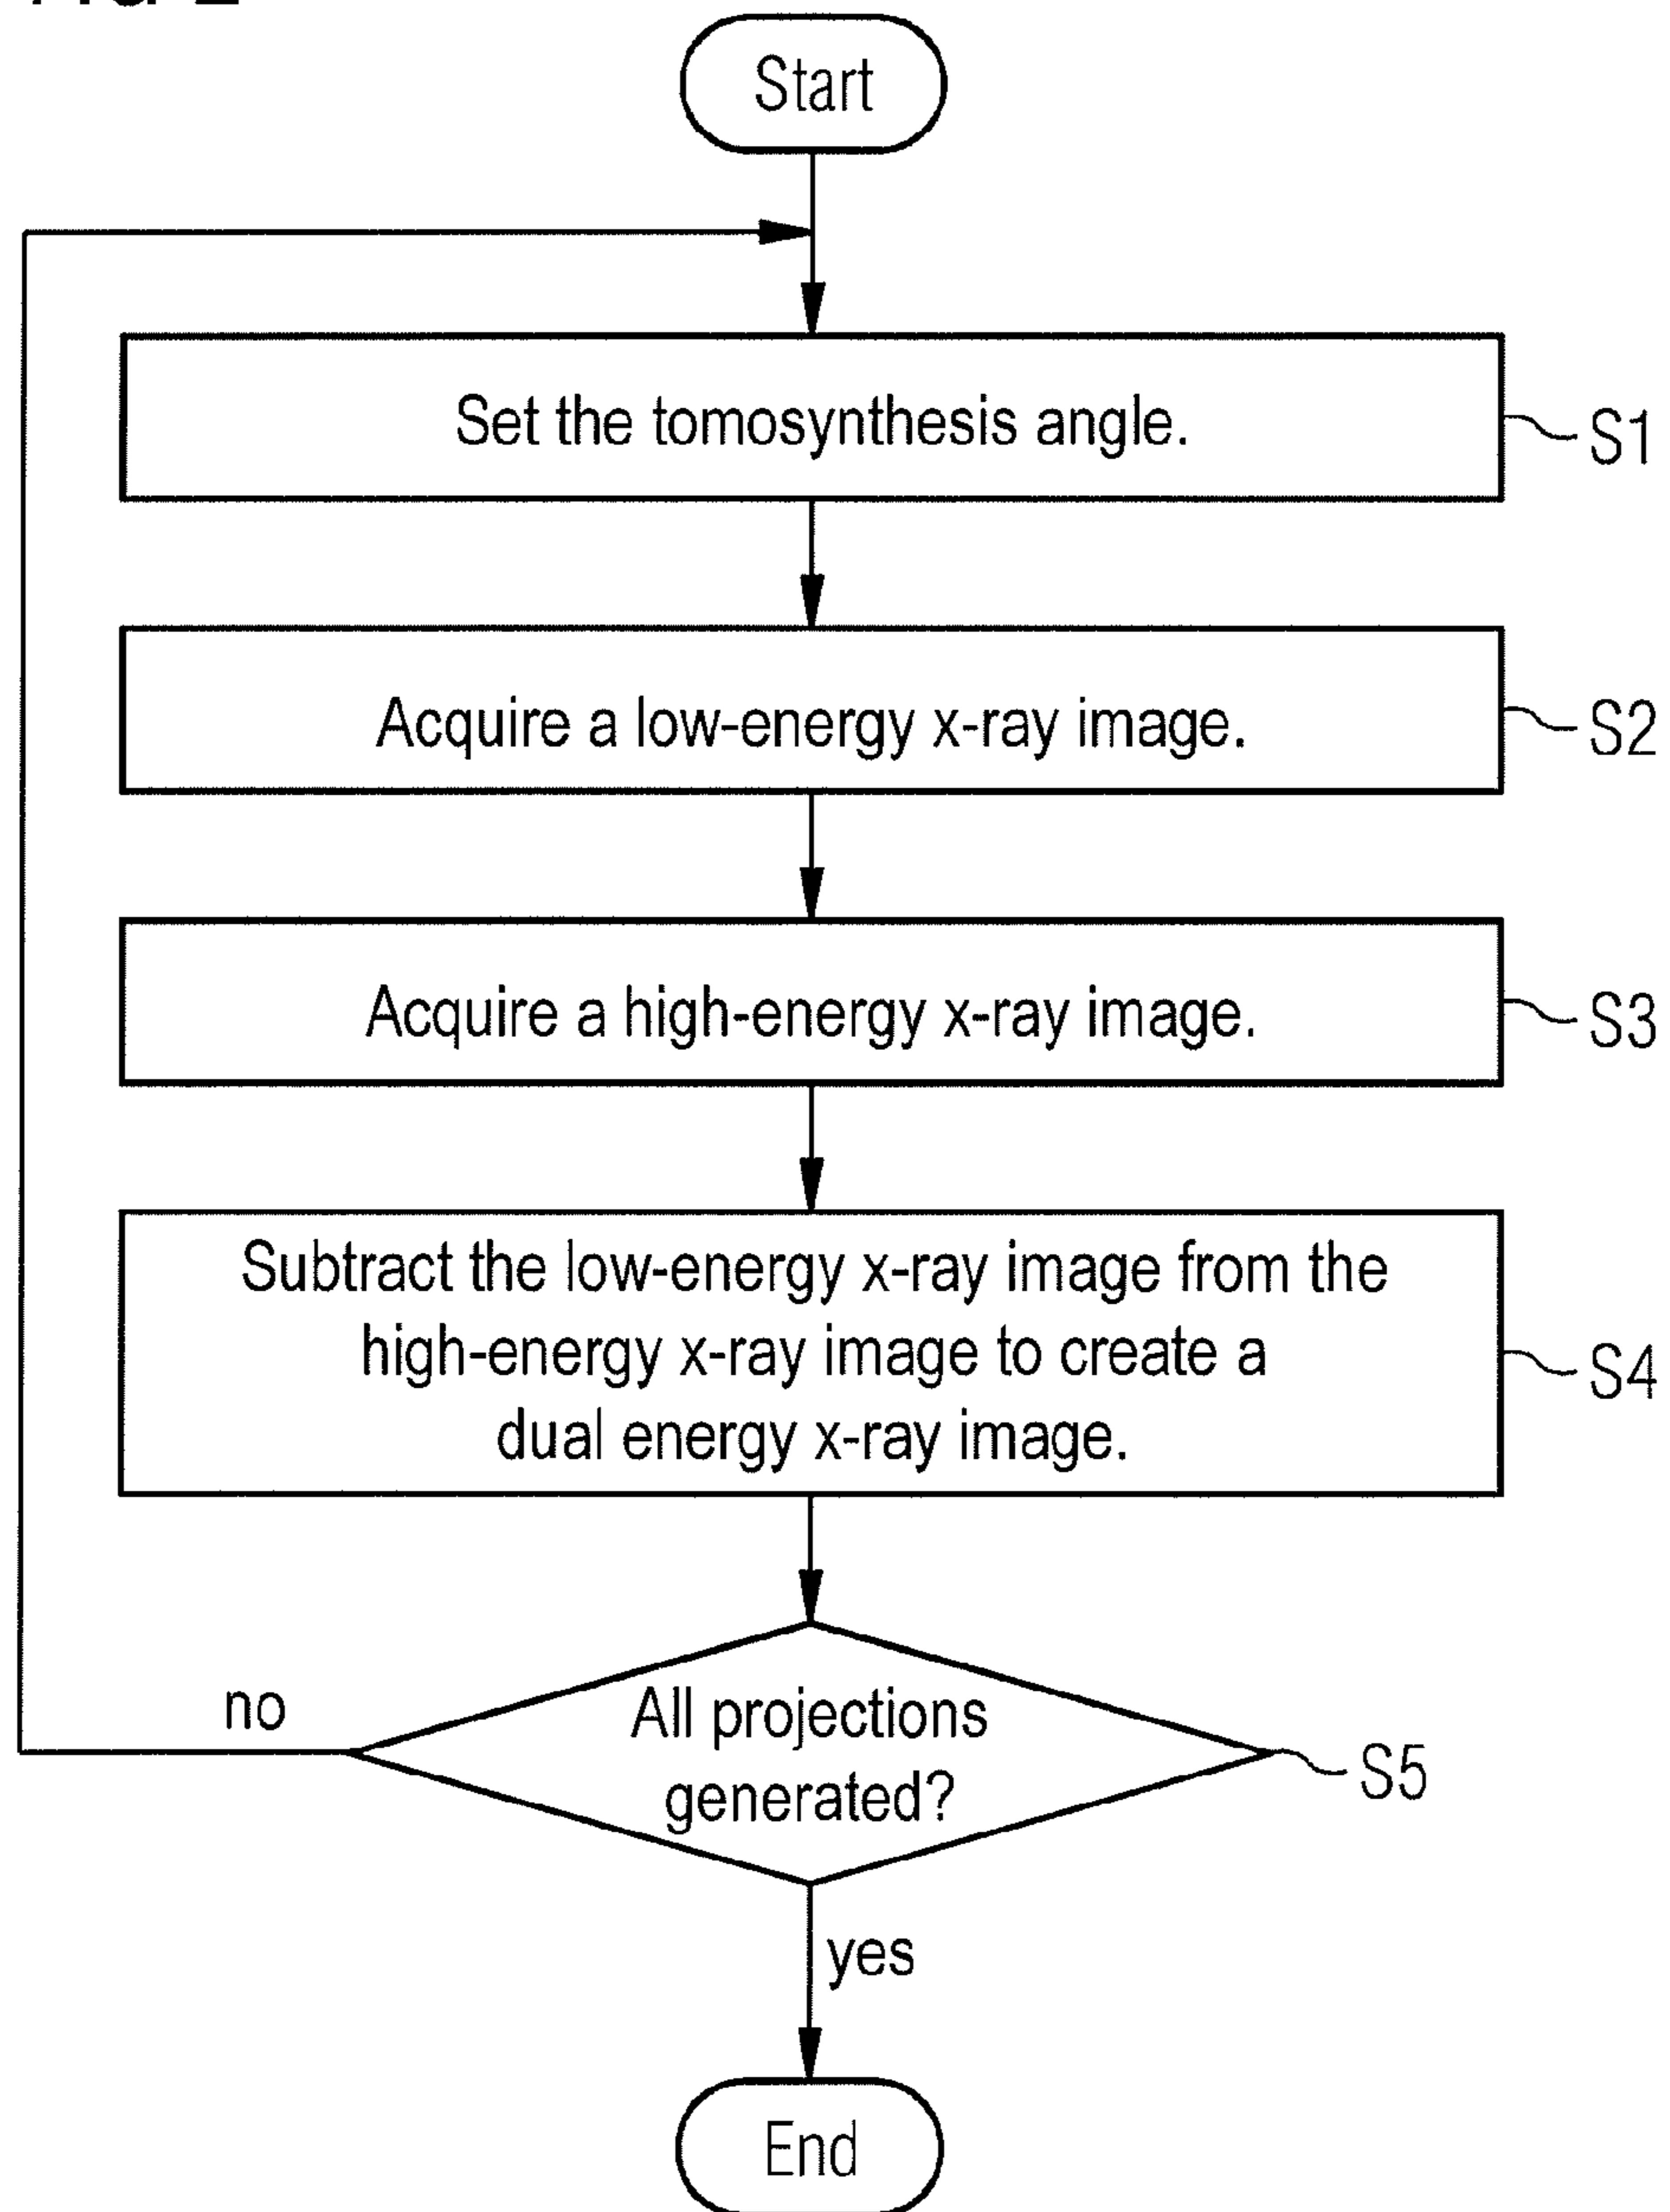 Start
Set the tomosynthesis angle.
S1
Acquire a low-energy x-ray image.
S2
Acquire a high-energy x-ray image.
S3
Subtract the low-energy x-ray image from the
high-energy x-ray image to create a
dual energy x-ray image.
S4
All projections
generated?
S5
no
yes
End